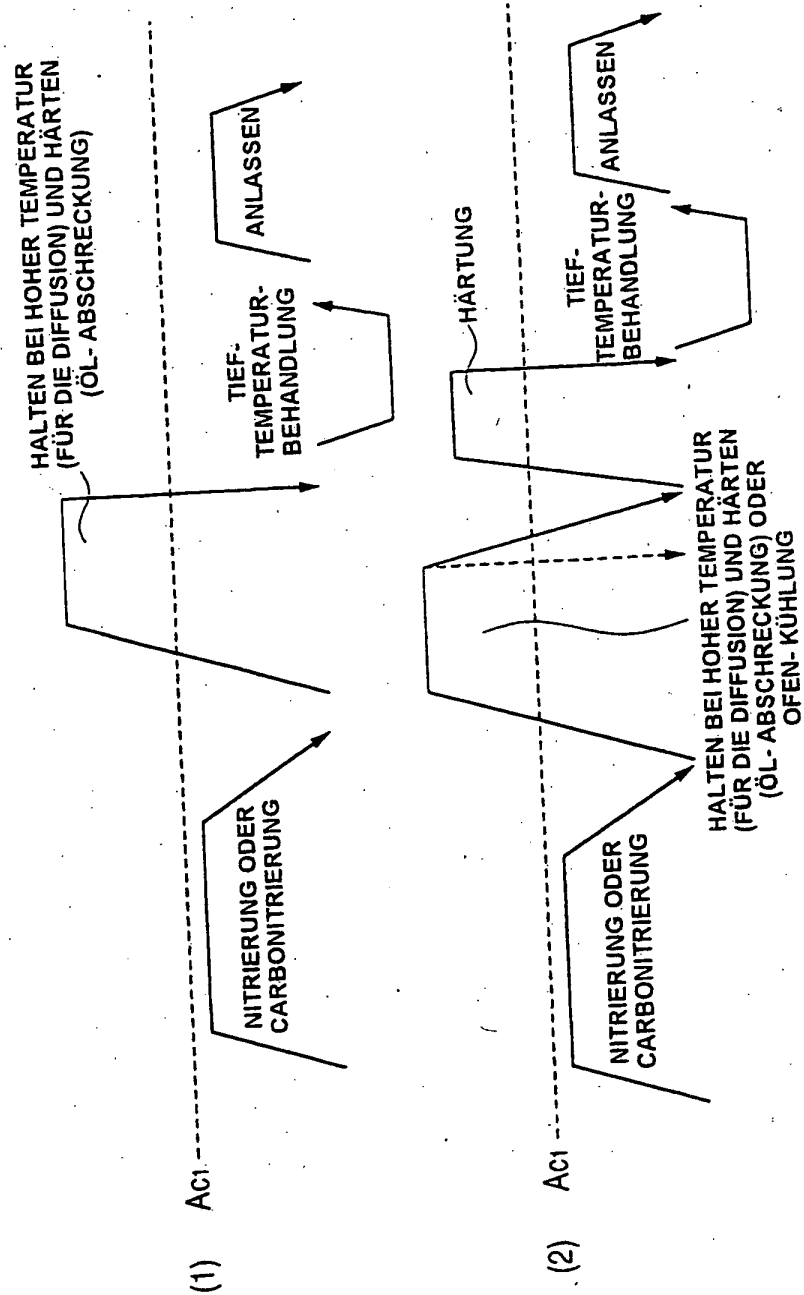 (1)
Ac1
NITRIERUNG ODER
CARBONITRIERUNG
HALTEN BEI HOHER TEMPERATUR
(FÜR DIE DIFFUSION) UND HÄRTEN
(ÖL- ABSCHRECKUNG)
TIEF-
TEMPERATUR-
BEHANDLUNG
ANLASSEN
(2)
Ac1
NITRIERUNG ODER
CARBONITRIERUNG
HALTEN BEI HOHER TEMPERATUR
(FÜR DIE DIFFUSION) UND HÄRTEN
(ÖL- ABSCHRECKUNG) ODER
OFEN- KÜHLUNG
HÄRTUNG
TIEF-
TEMPERATUR-
BEHANDLUNG
ANLASSEN